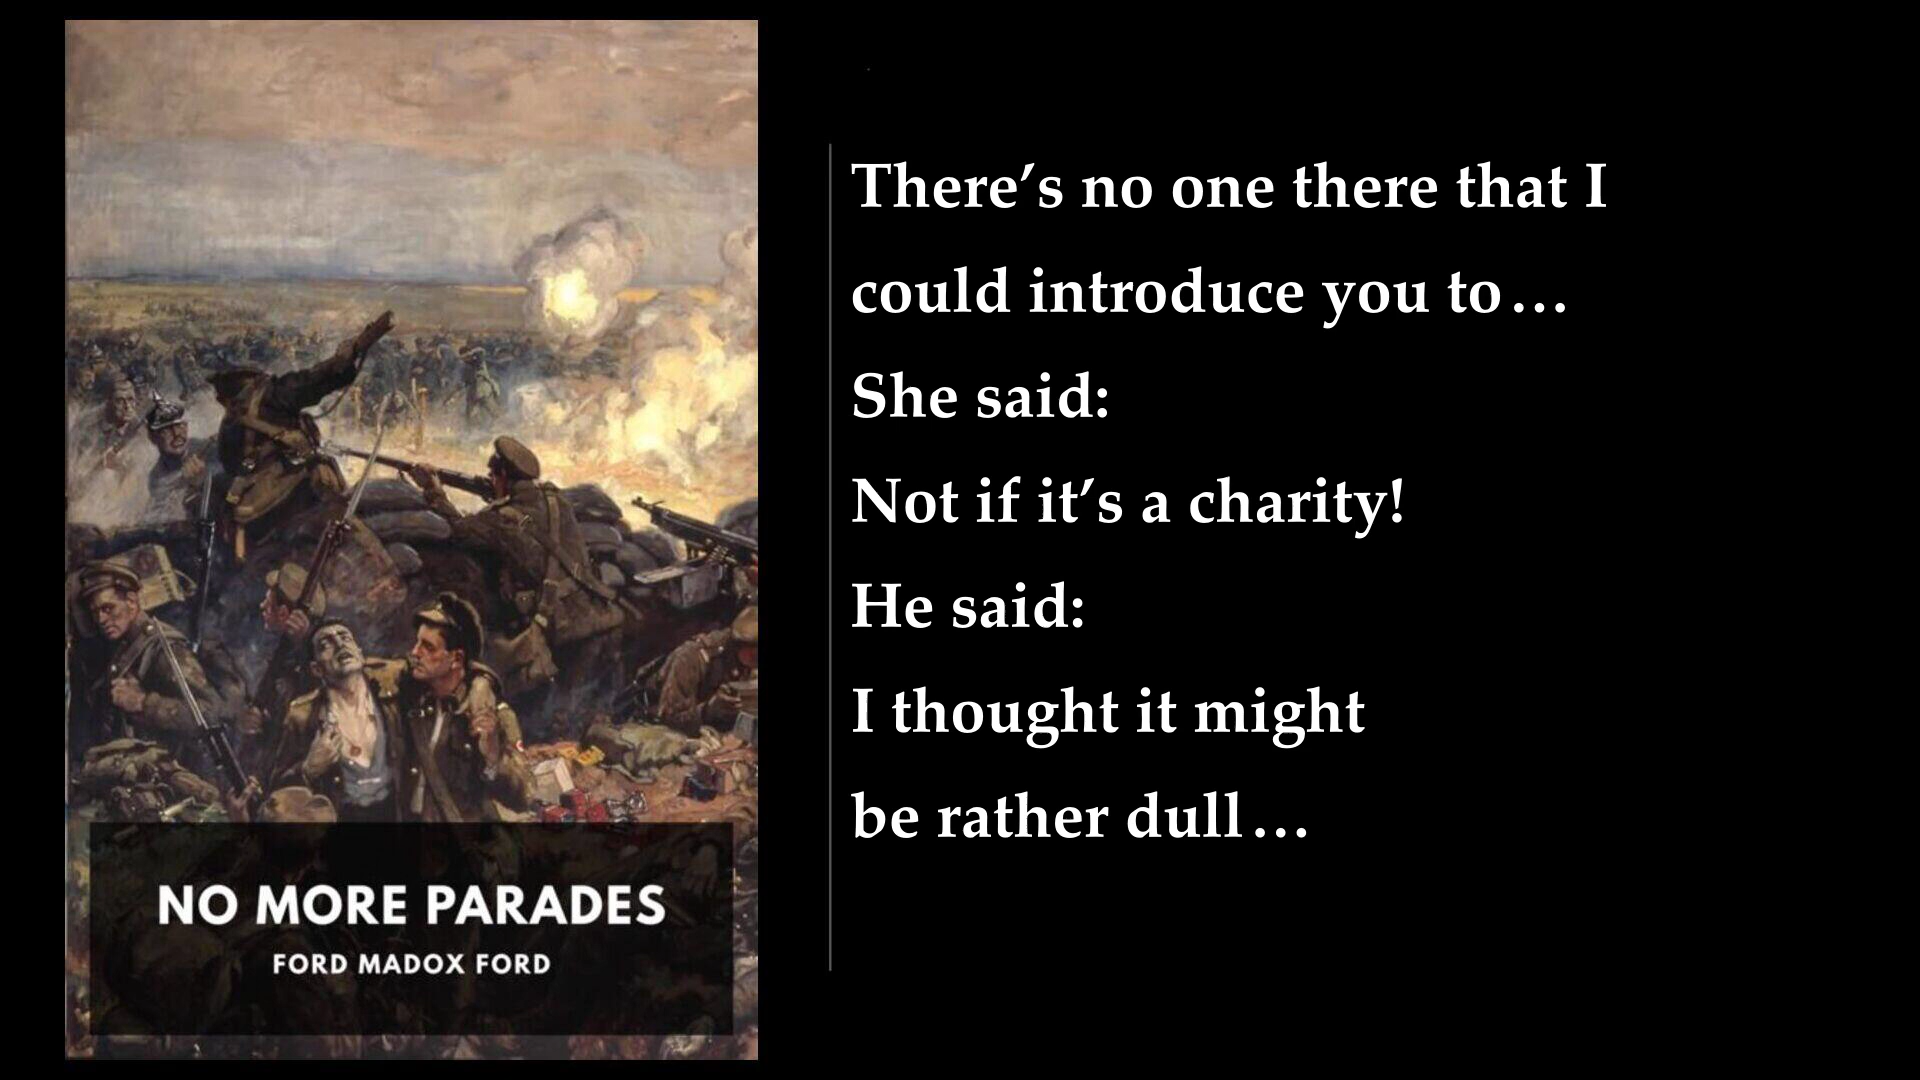 NO MORE PARADES
FORD MADOX FORD
There’s no one there that I
could introduce you to…
She said:
Not if it’s a charity!
He said:
I thought it might
be rather dull…